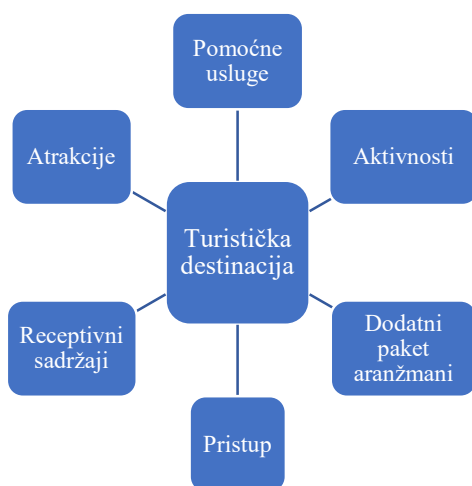 Pomoćne
usluge
Atrakcije
Aktivnosti
Turistička
destinacija
Receptivni
sadržaji
Dodatni
paket
aranžmani
Pristup